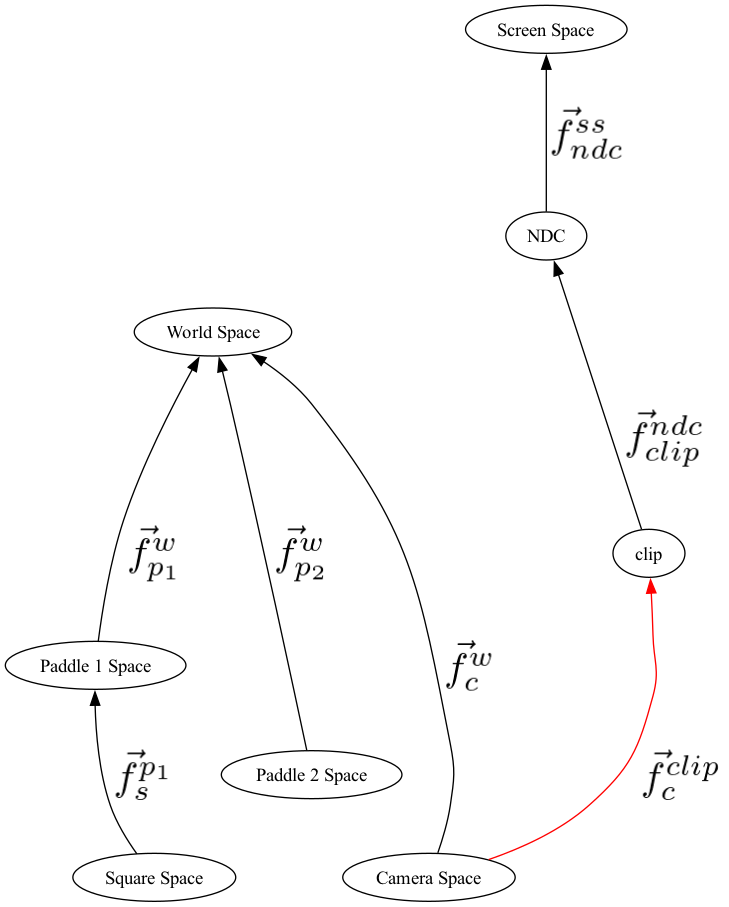 Screen Space
\vec{f}_{ndc}^{ss}
NDC
World Space
\vec{f}_{clip}^{ndc}
\vec{f}_{p_1}^{w}
\vec{f}_{p_2}^{w}
clip
Paddle 1 Space
\vec{f}_{c}^{w}
\vec{f}_{s}^{p_1}
Paddle 2 Space
\vec{f}_{c}^{clip}
Square Space
Camera Space